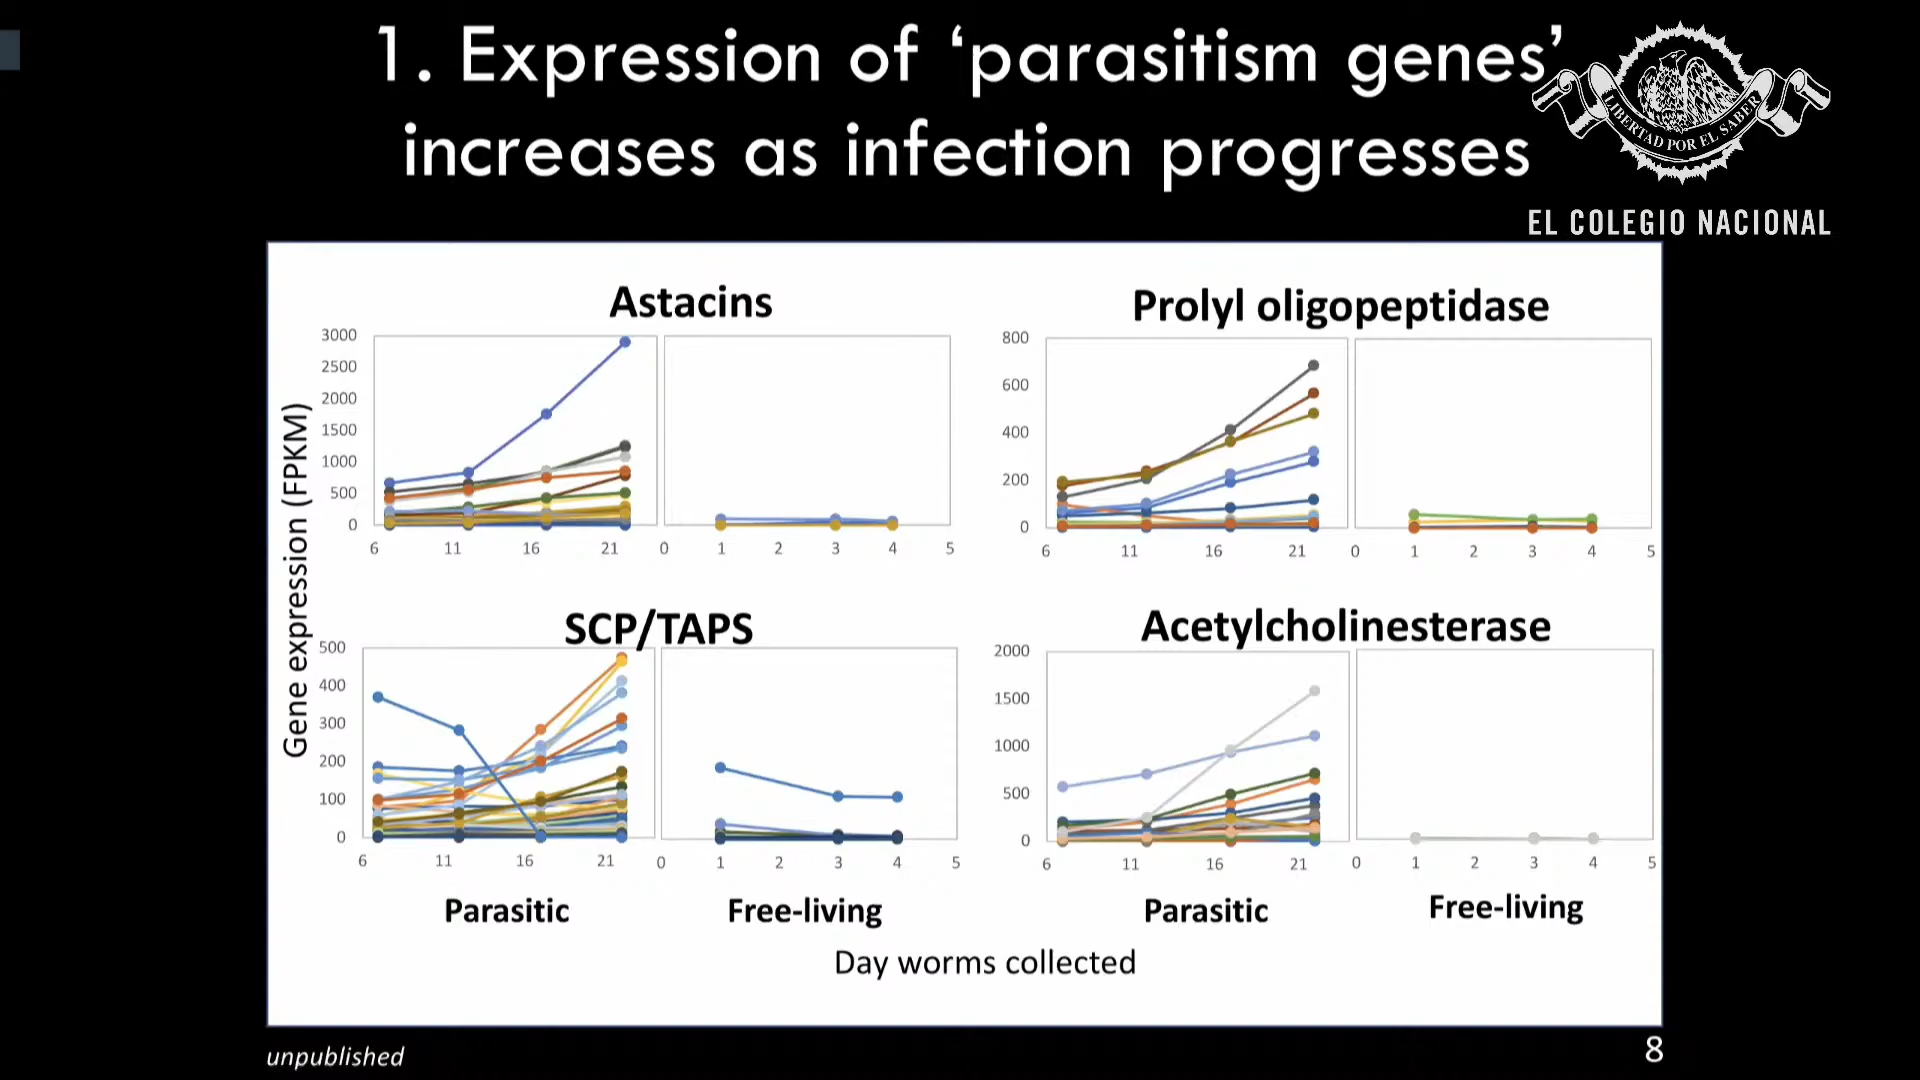 1. Expression of ‘parasitism genes’
increases as infection progresses
LIBERTAD POR EL SABER
EL COLEGIO NACIONAL
Astacins
3000
2500
2000
1500
1000
500
0
6 11 16 21 0 1 2 3 4 5
Prolyl oligopeptidase
800
600
400
200
0
6 11 16 21 0 1 2 3 4 5
Gene expression (FPKM)
SCP/TAPS
500
400
300
200
100
0
6 11 16 21 0 1 2 3 4 5
Acetylcholinesterase
2000
1500
1000
500
0
6 11 16 21 0 1 2 3 4 5
Parasitic Free-living Parasitic Free-living
Day worms collected
unpublished
8